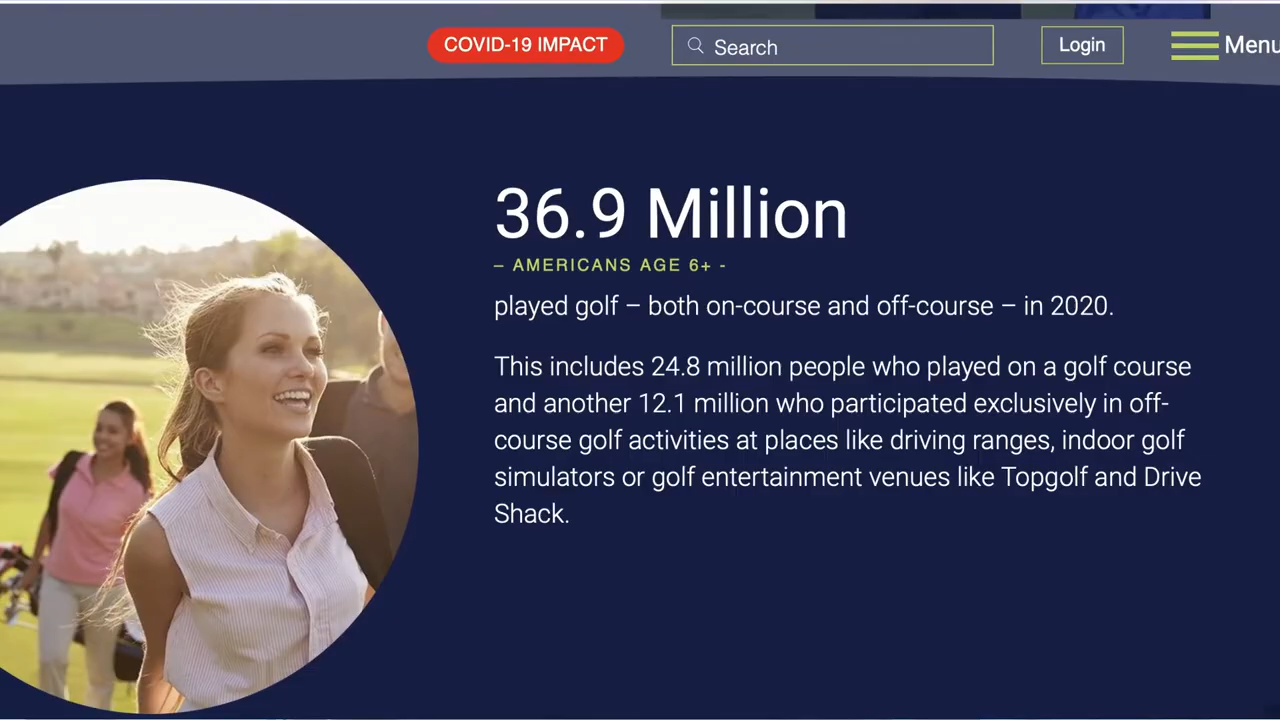 COVID-19 IMPACT
Search
Login
Menu
36.9 Million
– AMERICANS AGE 6+ -
played golf – both on-course and off-course – in 2020.
This includes 24.8 million people who played on a golf course
and another 12.1 million who participated exclusively in off-
course golf activities at places like driving ranges, indoor golf
simulators or golf entertainment venues like Topgolf and Drive
Shack.